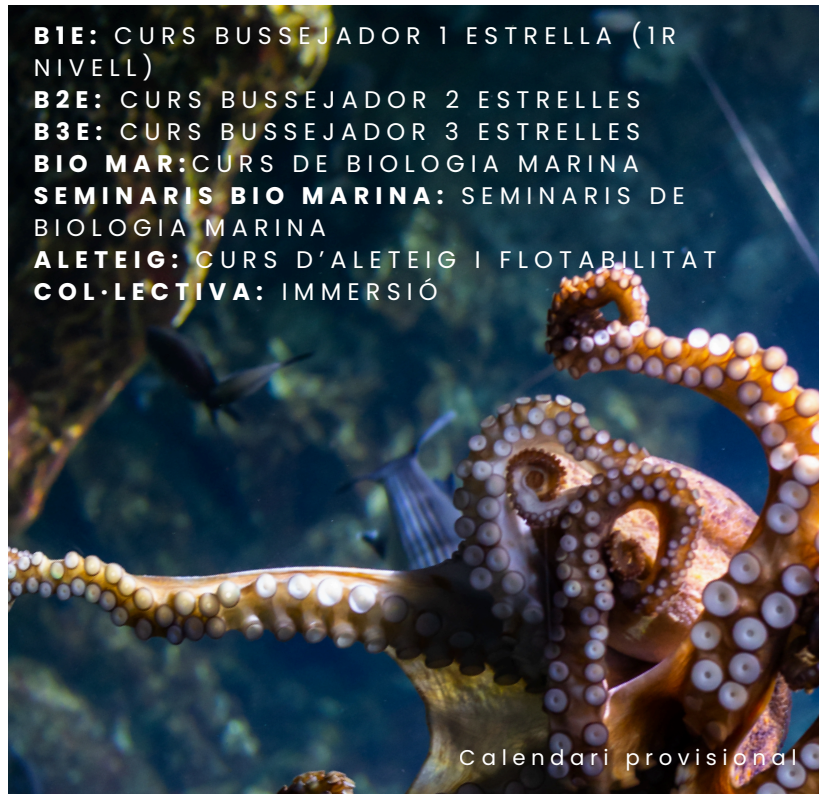 B1E: CURS BUSSEJADOR 1 ESTRELLA (1R
NIVELL)
B2E: CURS BUSSEJADOR 2 ESTRELLES
B3E: CURS BUSSEJADOR 3 ESTRELLES
BIO MAR:CURS DE BIOLOGIA MARINA
SEMINARIS BIO MARINA: SEMINARIS DE
BIOLOGIA MARINA
ALETEIG: CURS D’ALETEIG I FLOTABILITAT
COL·LECTIVA: IMMERSIÓ
Calendari provisional